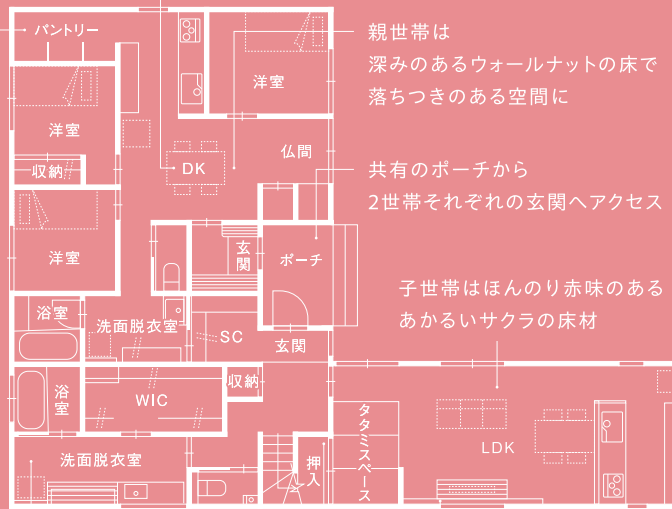 パントリー
親世帯は
深みのあるウォールナットの床で
落ちつきのある空間に
洋室
洋室
仏間
収納
DK
共有のポーチから
2世帯それぞれの玄関へアクセス
洋室
玄関
ポーチ
子世帯はほんのり赤味のある
あかるいサクラの床材
浴室
洗面脱衣室
SC
玄関
浴室
WIC
収納
タタミスペース
LDK
洗面脱衣室
押入